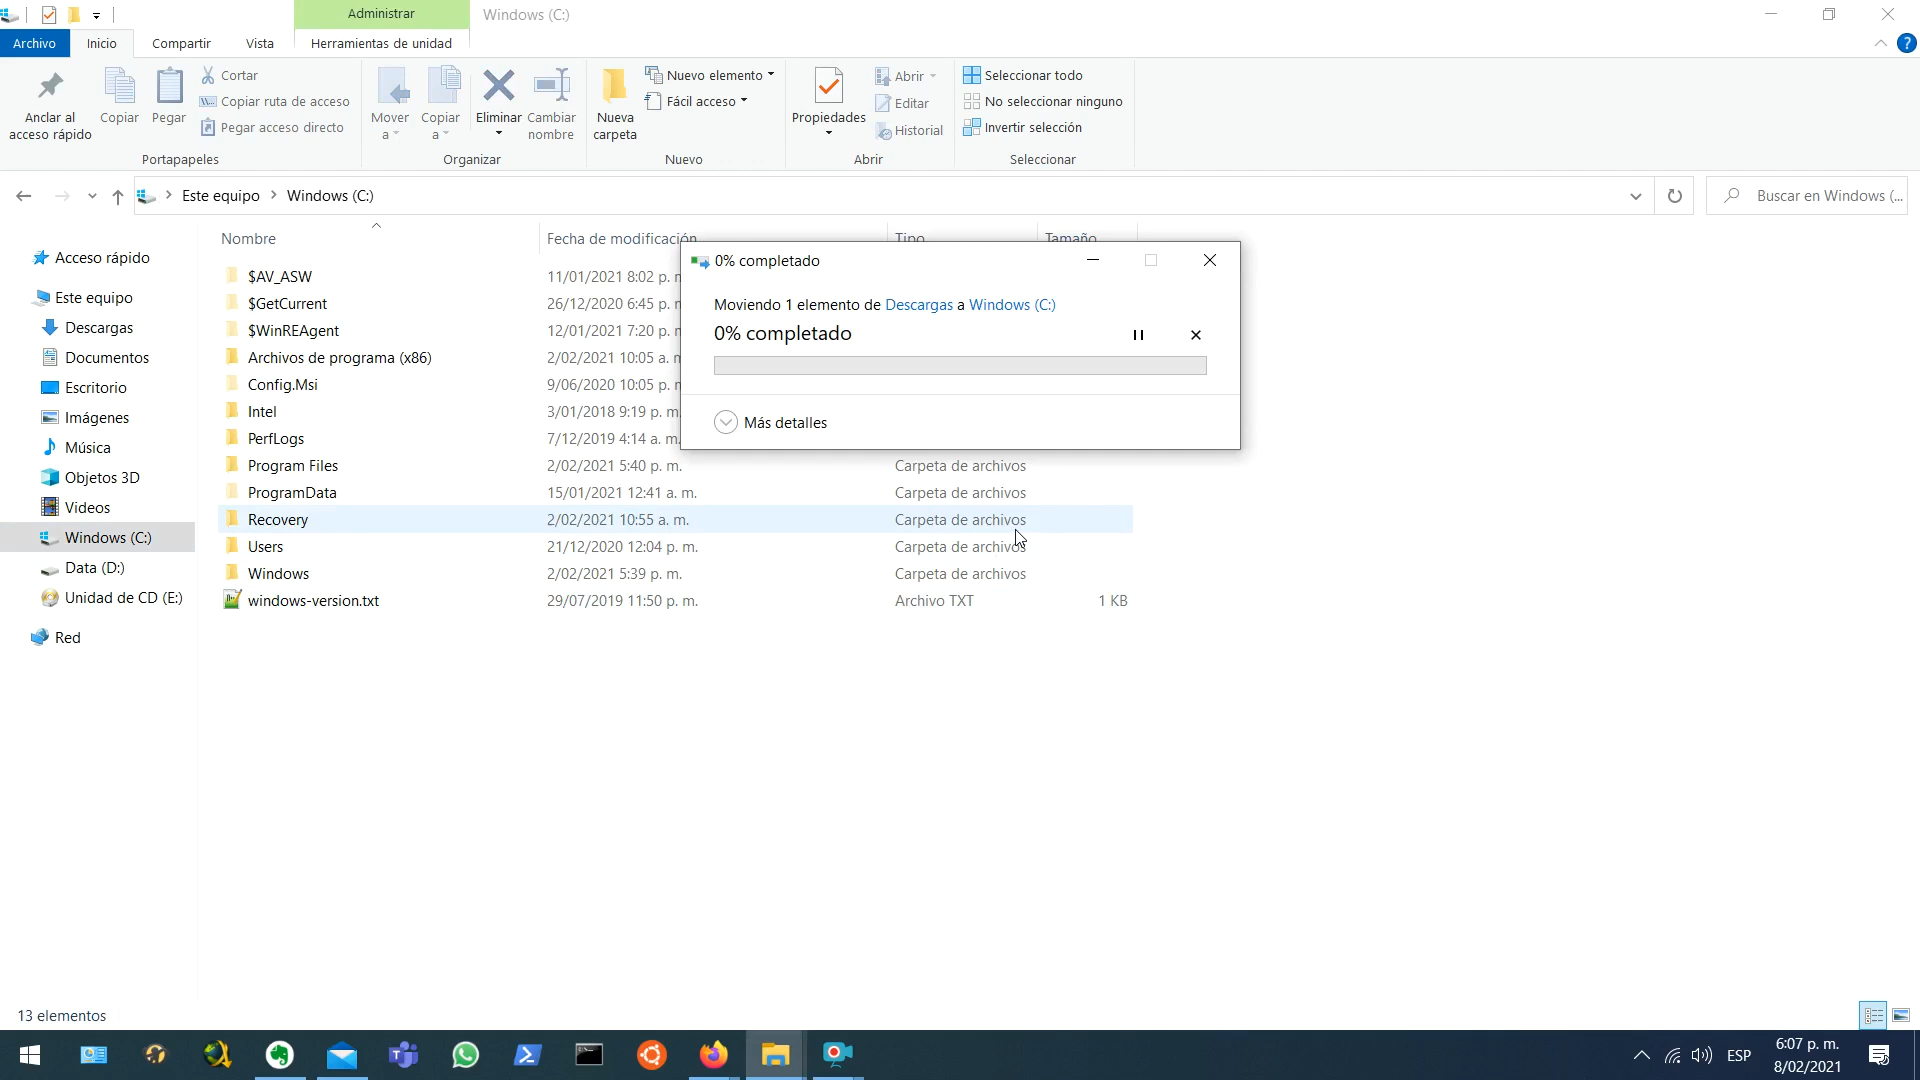 Administrar
Windows (C:)
Archivo
Inicio
Compartir
Vista
Herramientas de unidad
?
Anclar al
acceso rápido
Copiar
Pegar
Cortar
Copiar ruta de acceso
Pegar acceso directo
Portapapeles
Mover
a
Copiar
a
Eliminar
Cambiar
nombre
Organizar
Nueva
carpeta
Nuevo elemento
Fácil acceso
Nuevo
Propiedades
Abrir
Editar
Historial
Abrir
Seleccionar todo
No seleccionar ninguno
Invertir selección
Seleccionar
Este equipo
Windows (C:)
Buscar en Windows (...
Acceso rápido
Este equipo
Descargas
Documentos
Escritorio
Imágenes
Música
Objetos 3D
Videos
Windows (C:)
Data (D:)
Unidad de CD (E:)
Red
Nombre Fecha de modificación Tipo Tamaño
$AV_ASW 11/01/2021 8:02 p.
$GetCurrent 26/12/2020 6:45 p.
$WinREAgent 12/01/2021 7:20 p.
Archivos de programa (x86) 2/02/2021 10:05 a.
Config.Msi 9/06/2020 10:05 p.
Intel 3/01/2018 9:19 p. m.
PerfLogs 7/12/2019 4:14 a. m.
Program Files 2/02/2021 5:40 p. m. Carpeta de archivos
ProgramData 15/01/2021 12:41 a. m. Carpeta de archivos
Recovery 2/02/2021 10:55 a. m. Carpeta de archivos
Users 21/12/2020 12:04 p. m. Carpeta de archivos
Windows 2/02/2021 5:39 p. m. Carpeta de archivos
windows-version.txt 29/07/2019 11:50 p. m. Archivo TXT 1 KB
0% completado
Moviendo 1 elemento de Descargas a Windows (C:)
0% completado
Más detalles
13 elementos
ESP
6:07 p. m.
8/02/2021